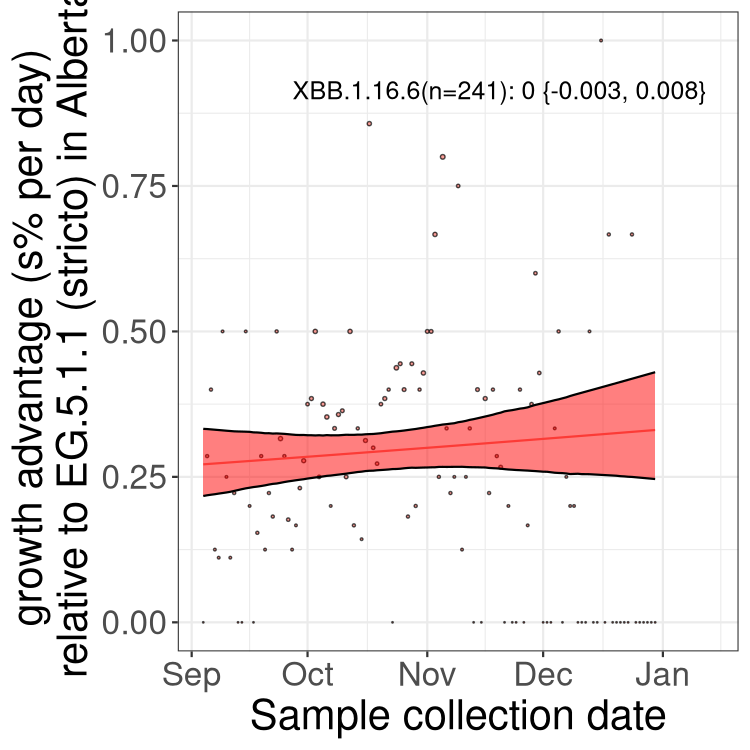 growth advantage (s% per day)
relative to EG.5.1.1 (stricto) in Alberta
1.00
0.75
0.50
0.25
0.00
XBB.1.16.6(n=241): 0 {-0.003, 0.008}
Sep Oct Nov Dec Jan
Sample collection date